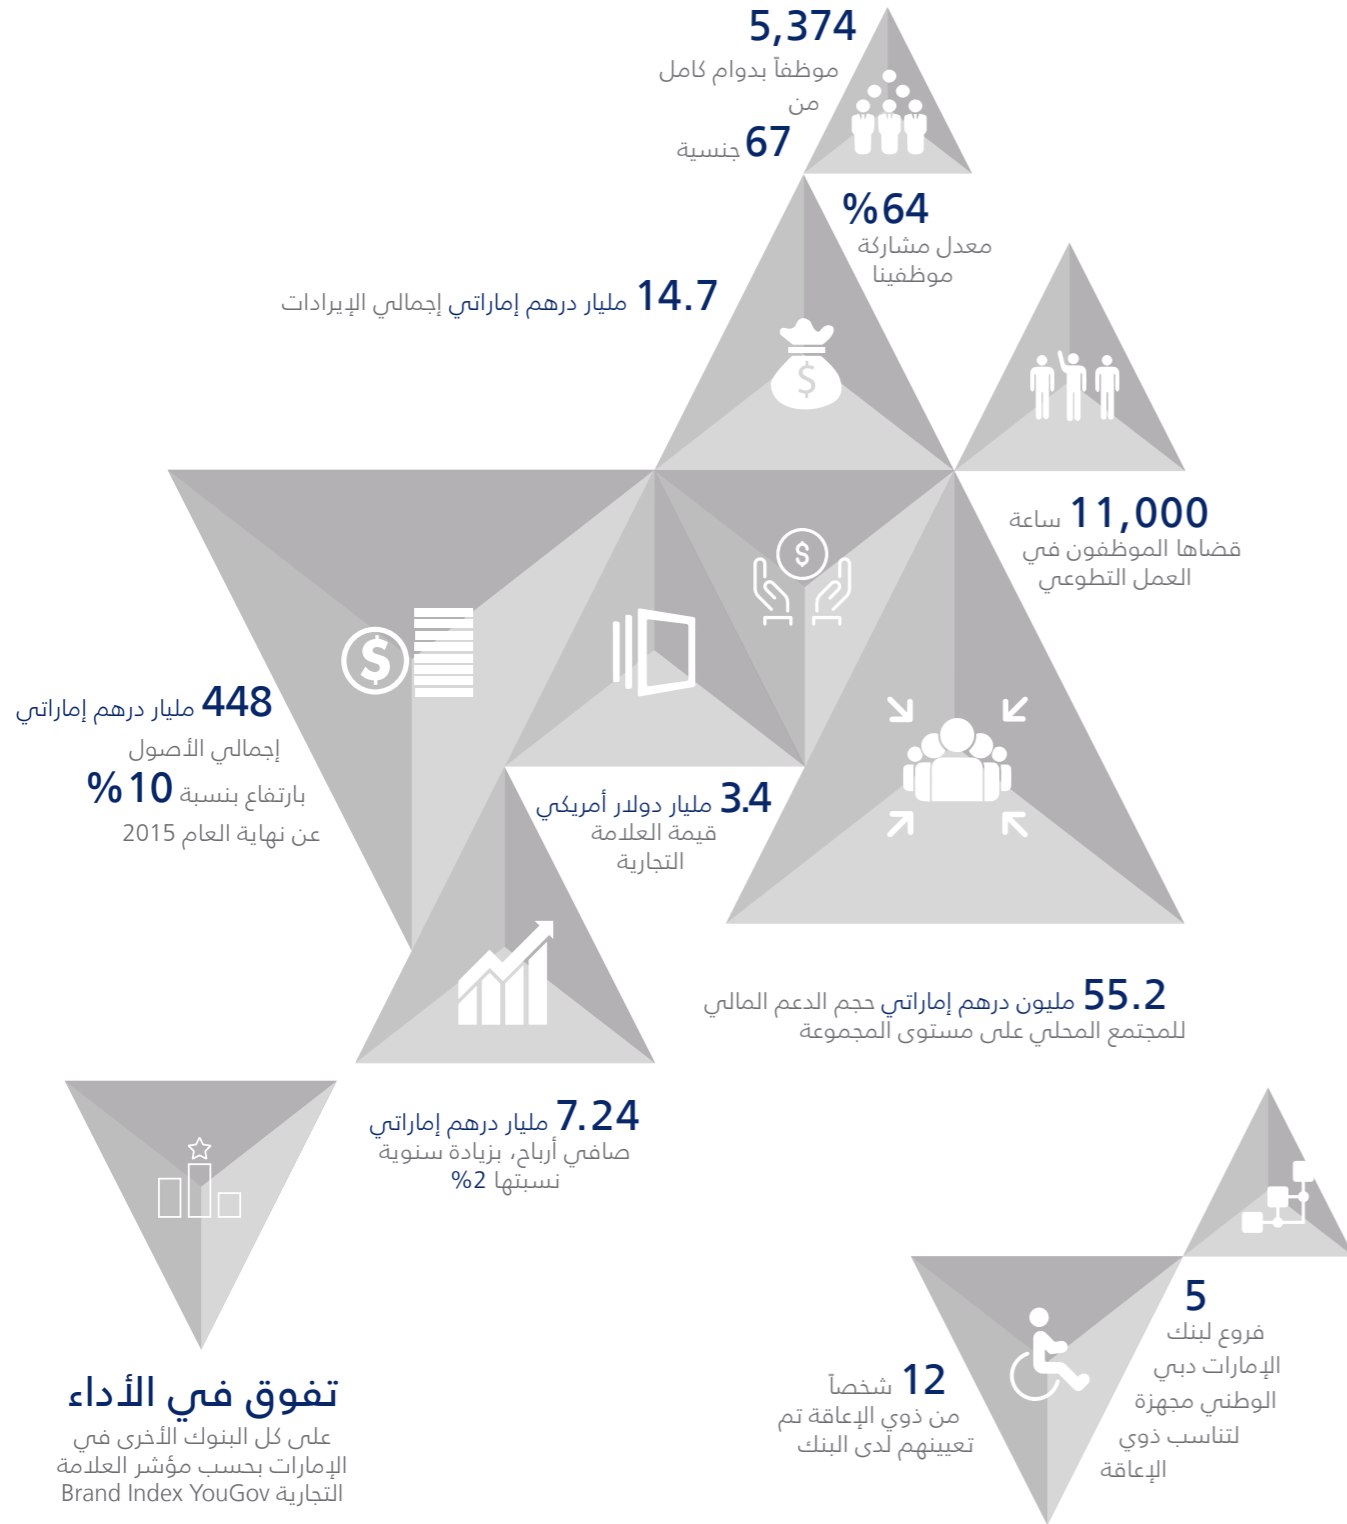 5,374
موظفاً بدوام كامل
من
67 جنسية
%64
معدل مشاركة
موظفينا
14.7 مليار درهم إماراتي إجمالي الإيرادات
11,000 ساعة
قضاها الموظفون في
العمل التطوعي
448 مليار درهم إماراتي
إجمالي الأصول
بارتفاع بنسبة 10%
عن نهاية العام 2015
3.4 مليار دولار أمريكي
قيمة العلامة
التجارية
55.2 مليون درهم إماراتي حجم الدعم المالي
للمجتمع المحلي على مستوى المجموعة
7.24 مليار درهم إماراتي
صافي أرباح، بزيادة سنوية
نسبتها 2%
5
فروع لبنك
الإمارات دبي
الوطني مجهزة
لتناسب ذوي
الإعاقة
12 شخصاً
من ذوي الإعاقة تم
تعيينهم لدى البنك
تفوق في الأداء
على كل البنوك الأخرى في
الإمارات بحسب مؤشر العلامة
التجارية Brand Index YouGov